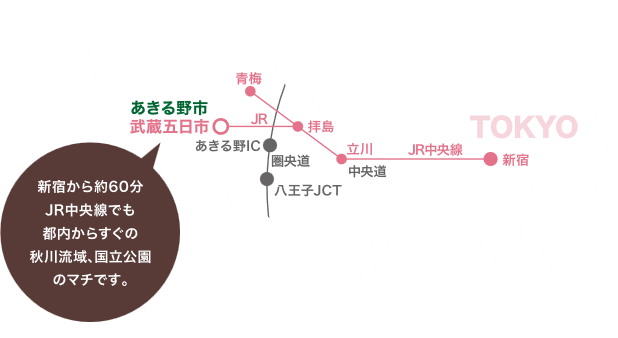 青梅
あきる野市
武蔵五日市
JR
拝島
TOKYO
あきる野IC
圏央道
立川
JR中央線
新宿
中央道
八王子JCT
新宿から約60分
JR中央線でも
都内からすぐの
秋川流域、国立公園
のマチです。